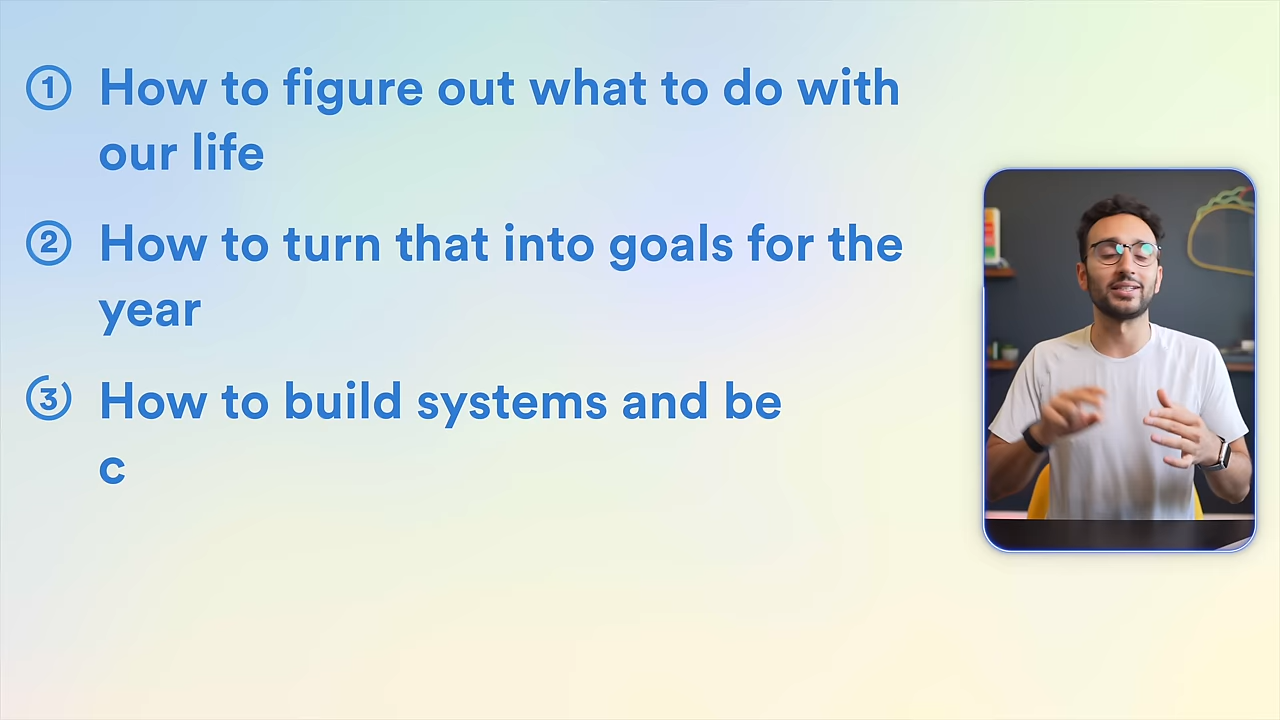 1 How to figure out what to do with
our life
2 How to turn that into goals for the
year
3 How to build systems and be
c